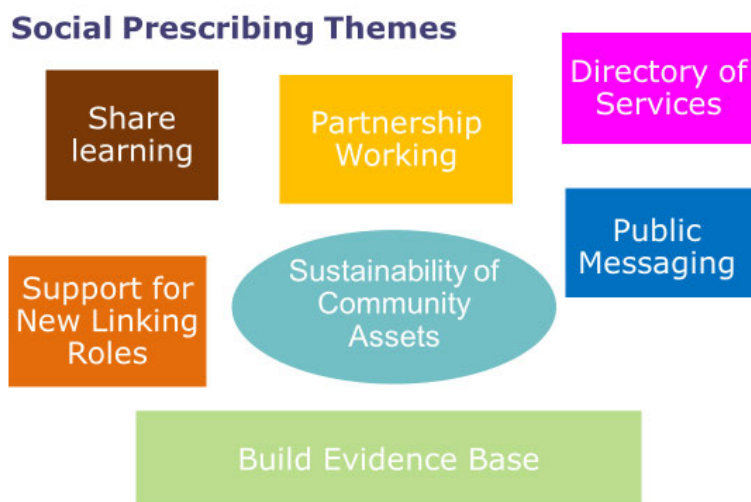 Social Prescribing Themes
Share
learning
Partnership
Working
Directory of
Services
Public
Messaging
Support for
New Linking
Roles
Sustainability of
Community
Assets
Build Evidence Base